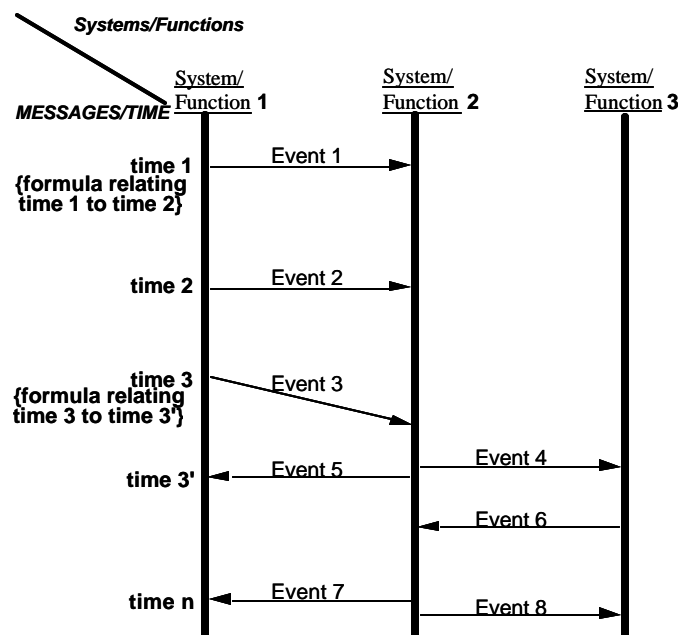 Systems/Functions
System/
Function 1
System/
Function 2
System/
Function 3
MESSAGES/TIME
time 1
{formula relating
time 1 to time 2}
Event 1
time 2
Event 2
time 3
{formula relating
time 3 to time 3'}
Event 3
Event 4
time 3'
Event 5
Event 6
time n
Event 7
Event 8